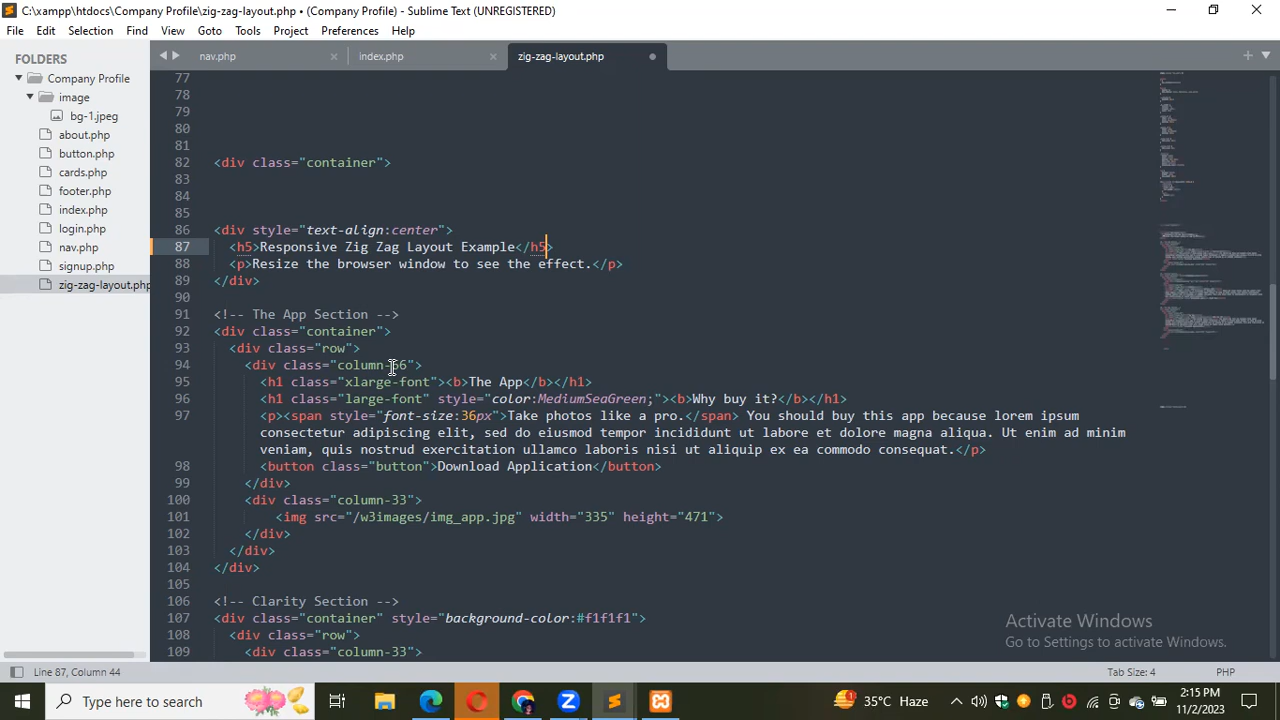 C:\xampp\htdocs\Company Profile\zig-zag-layout.php • (Company Profile) - Sublime Text (UNREGISTERED)
File Edit Selection Find View Goto Tools Project Preferences Help
FOLDERS
Company Profile
image
bg-1.jpeg
about.php
button.php
cards.php
footer.php
index.php
login.php
nav.php
signup.php
zig-zag-layout.php
nav.php index.php zig-zag-layout.php
77
78
79
80
81
82 <div class="container">
83
84
85
86 <div style="text-align:center">
87 <h5>Responsive Zig Zag Layout Example</h5>
88 <p>Resize the browser window to see the effect.</p>
89 </div>
90
91 <!-- The App Section -->
92 <div class="container">
93 <div class="row">
94 <div class="column-66">
95 <h1 class="xlarge-font"><b>The App</b></h1>
96 <h1 class="large-font" style="color:MediumSeaGreen;"><b>Why buy it?</b></h1>
97 <p><span style="font-size:36px">Take photos like a pro.</span> You should buy this app because lorem ipsum
consectetur adipiscing elit, sed do eiusmod tempor incididunt ut labore et dolore magna aliqua. Ut enim ad minim
veniam, quis nostrud exercitation ullamco laboris nisi ut aliquip ex ea commodo consequat.</p>
98 <button class="button">Download Application</button>
99 </div>
100 <div class="column-33">
101 <img src="/w3images/img_app.jpg" width="335" height="471">
102 </div>
103 </div>
104 </div>
105
106 <!-- Clarity Section -->
107 <div class="container" style="background-color:#f1f1f1">
108 <div class="row">
109 <div class="column-33">
Activate Windows
Go to Settings to activate Windows.
Line 87, Column 44 Tab Size: 4 PHP
Type here to search 35°C Haze 2:15 PM
11/2/2023